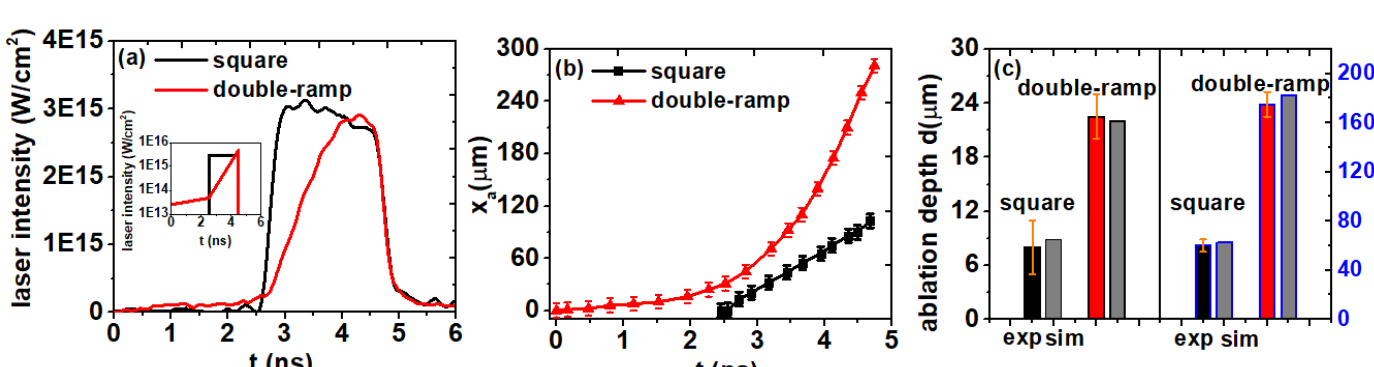 4E15
3E15
2E15
1E15
0
laser intensity (W/cm²)
(a)
square
double-ramp
1E16
1E15
1E14
1E13
laser intensity (W/cm²)
0 2 4 6
t (ns)
0 1 2 3 4 5 6
t (ns)
300
240
180
120
60
0
xₐ(μm)
(b)
square
double-ramp
0 1 2 3 4 5
30
24
18
12
6
0
ablation depth d(μm)
(c)
double-ramp
square
exp sim
double-ramp
square
exp sim
200
160
120
80
40
0